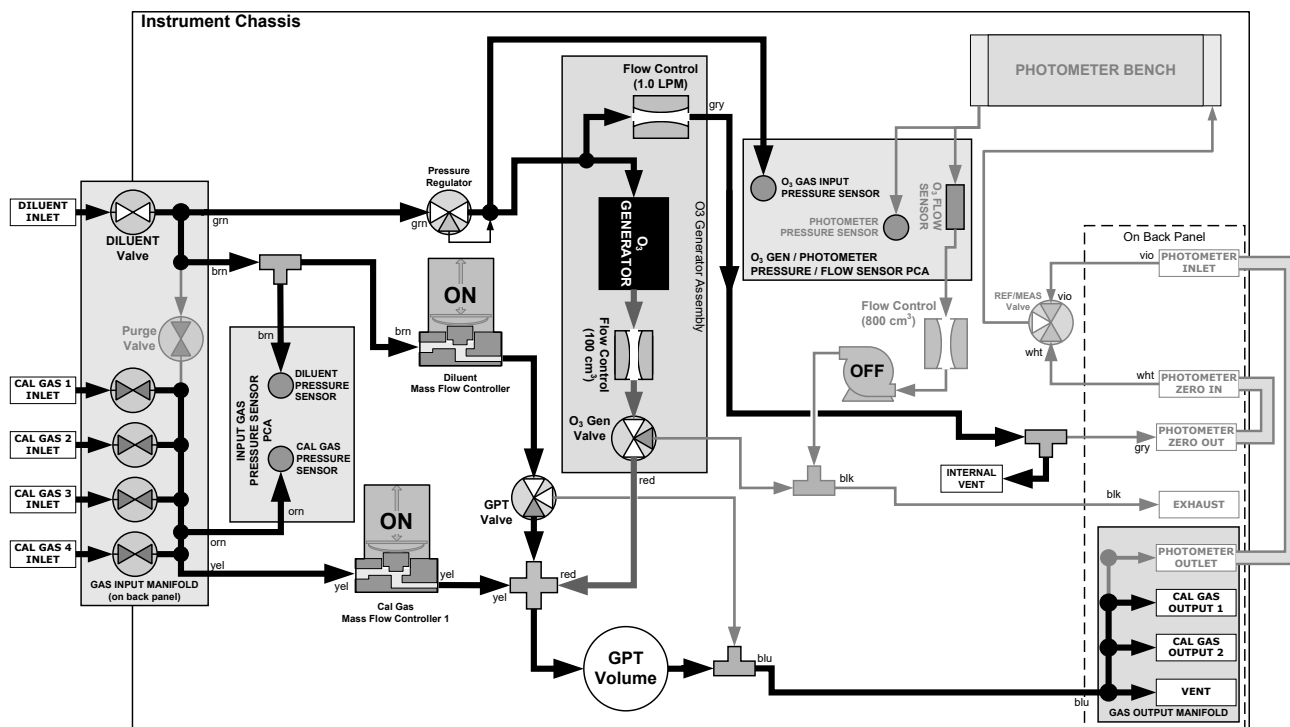 Instrument Chassis
Flow Control
(1.0 LPM)
gry
PHOTOMETER BENCH
Pressure
Regulator
O3 GAS INPUT
PRESSURE SENSOR
O3 FLOW
SENSOR
PHOTOMETER
PRESSURE SENSOR
O3 GEN / PHOTOMETER
PRESSURE / FLOW SENSOR PCA
O3 Generator Assembly
O3
GENERATOR
DILUENT
INLET
DILUENT
Valve
grn
grn
On Back Panel
vio
PHOTOMETER
INLET
brn
ON
REF/MEAS
Valve
vio
Flow Control
(800 cm3)
Purge
Valve
brn
brn
Diluent
Mass Flow Controller
Flow Control
(100 cm3)
wht
wht
PHOTOMETER
ZERO IN
OFF
CAL GAS 1
INLET
DILUENT
PRESSURE
SENSOR
INPUT GAS
PRESSURE SENSOR
PCA
O3 Gen
Valve
CAL GAS 2
INLET
CAL GAS
PRESSURE
SENSOR
gry
PHOTOMETER
ZERO OUT
INTERNAL
VENT
red
blk
blk
EXHAUST
CAL GAS 3
INLET
GPT
Valve
ON
orn
orn
CAL GAS 4
INLET
yel
GAS INPUT MANIFOLD
(on back panel)
yel
yel
yel
red
Cal Gas
Mass Flow Controller 1
PHOTOMETER
OUTLET
CAL GAS
OUTPUT 1
CAL GAS
OUTPUT 2
GPT
Volume
blu
blu
VENT
GAS OUTPUT MANIFOLD